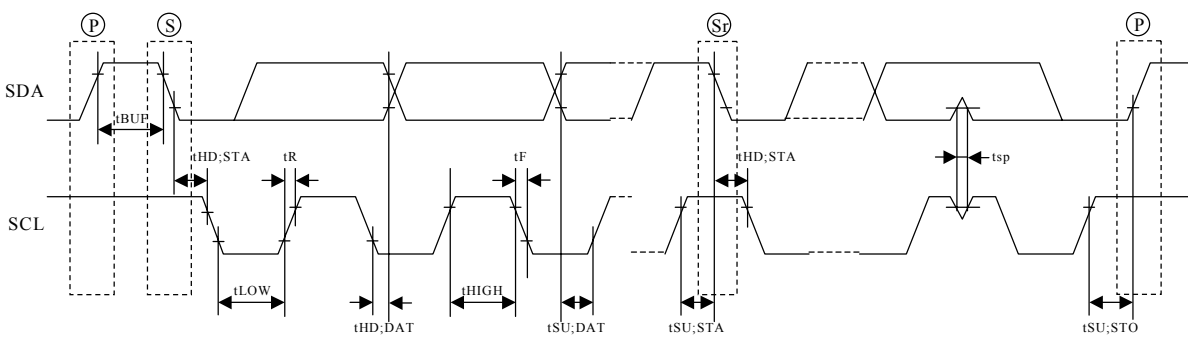 P
S
Sr
P
SDA
tBUF
tHD;STA
tR
tF
tHD;STA
tsp
SCL
tLOW
tHIGH
tHD;DAT
tSU;DAT
tSU;STA
tSU;STO